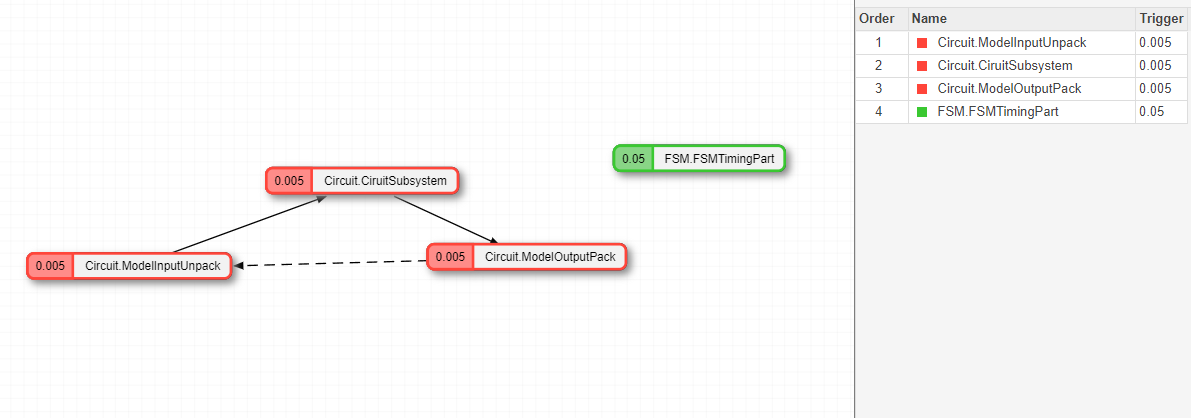 0.05 FSM.FSMTimingPart
0.005 Circuit.CiruitSubsystem
0.005 Circuit.ModelOutputPack
0.005 Circuit.ModelInputUnpack
Order Name Trigger
1 Circuit.ModelInputUnpack 0.005
2 Circuit.CiruitSubsystem 0.005
3 Circuit.ModelOutputPack 0.005
4 FSM.FSMTimingPart 0.05